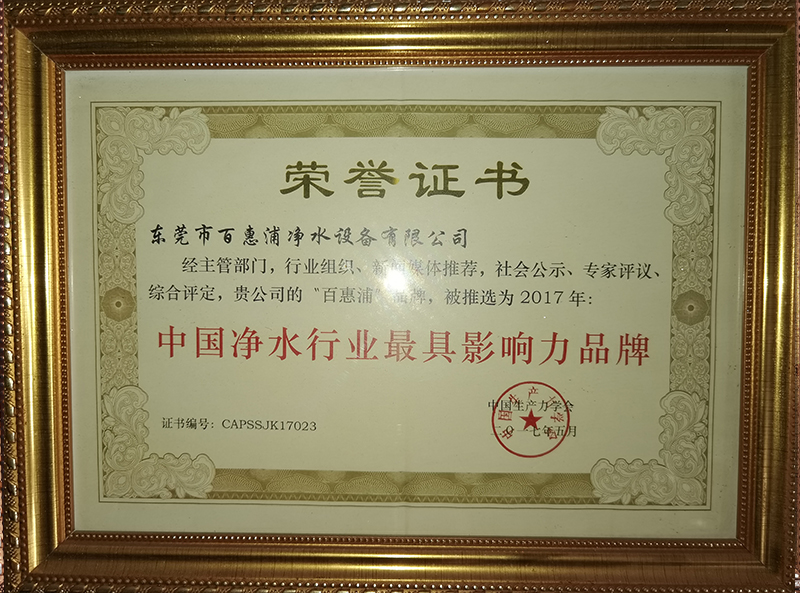 荣誉证书
东莞市百惠浦净水设备有限公司
经主管部门，行业组织、新闻媒体推荐，社会公示、专家评议、
综合评定，贵公司的“百惠浦”品牌，被推选为2017年：
中国净水行业最具影响力品牌
中国生产力学会
证书编号：CAPSSJK17023
二〇一七年五月